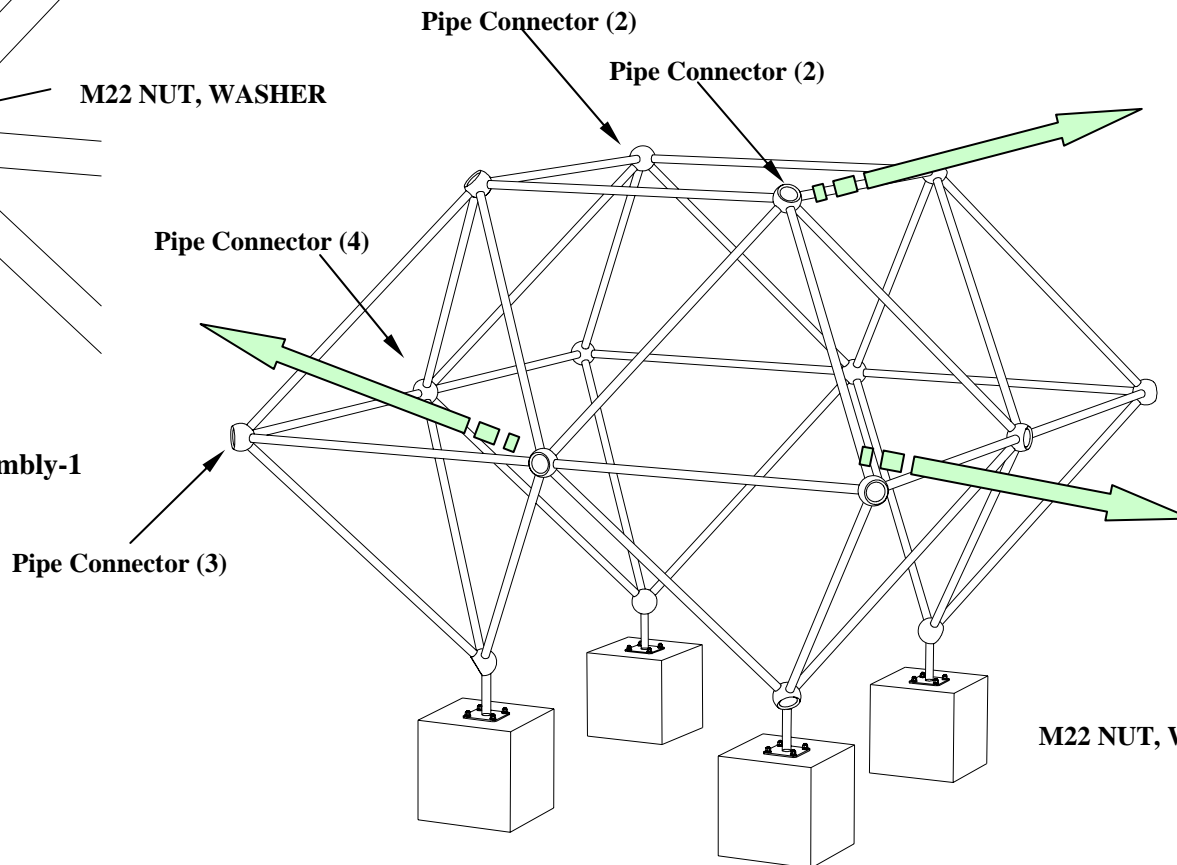 Pipe Connector (2)
Pipe Connector (2)
M22 NUT, WASHER
Pipe Connector (4)
mbly-1
Pipe Connector (3)
M22 NUT, W